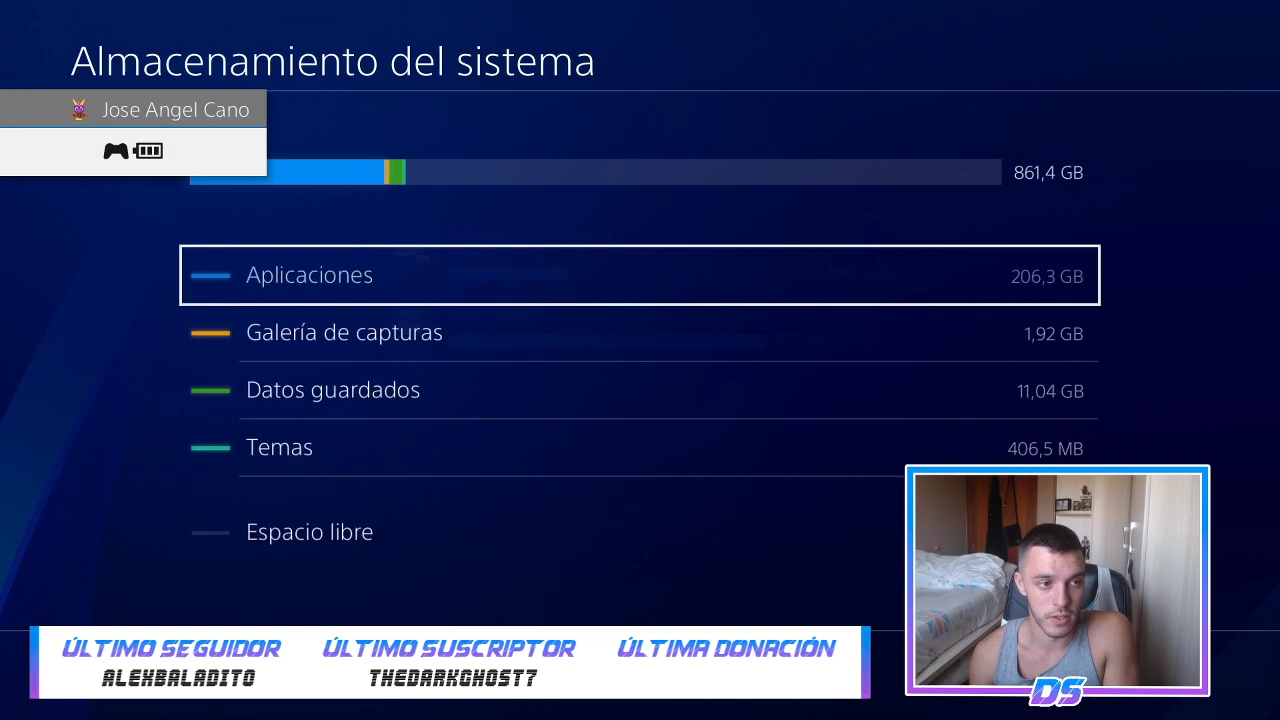 Almacenamiento del sistema
Jose Angel Cano
861,4 GB
Aplicaciones 206,3 GB
Galería de capturas 1,92 GB
Datos guardados 11,04 GB
Temas 406,5 MB
Espacio libre
ÚLTIMO SEGUIDOR ÚLTIMO SUSCRIPTOR ÚLTIMA DONACIÓN
ALEXBALADITO THEDARKGHOST7
DS